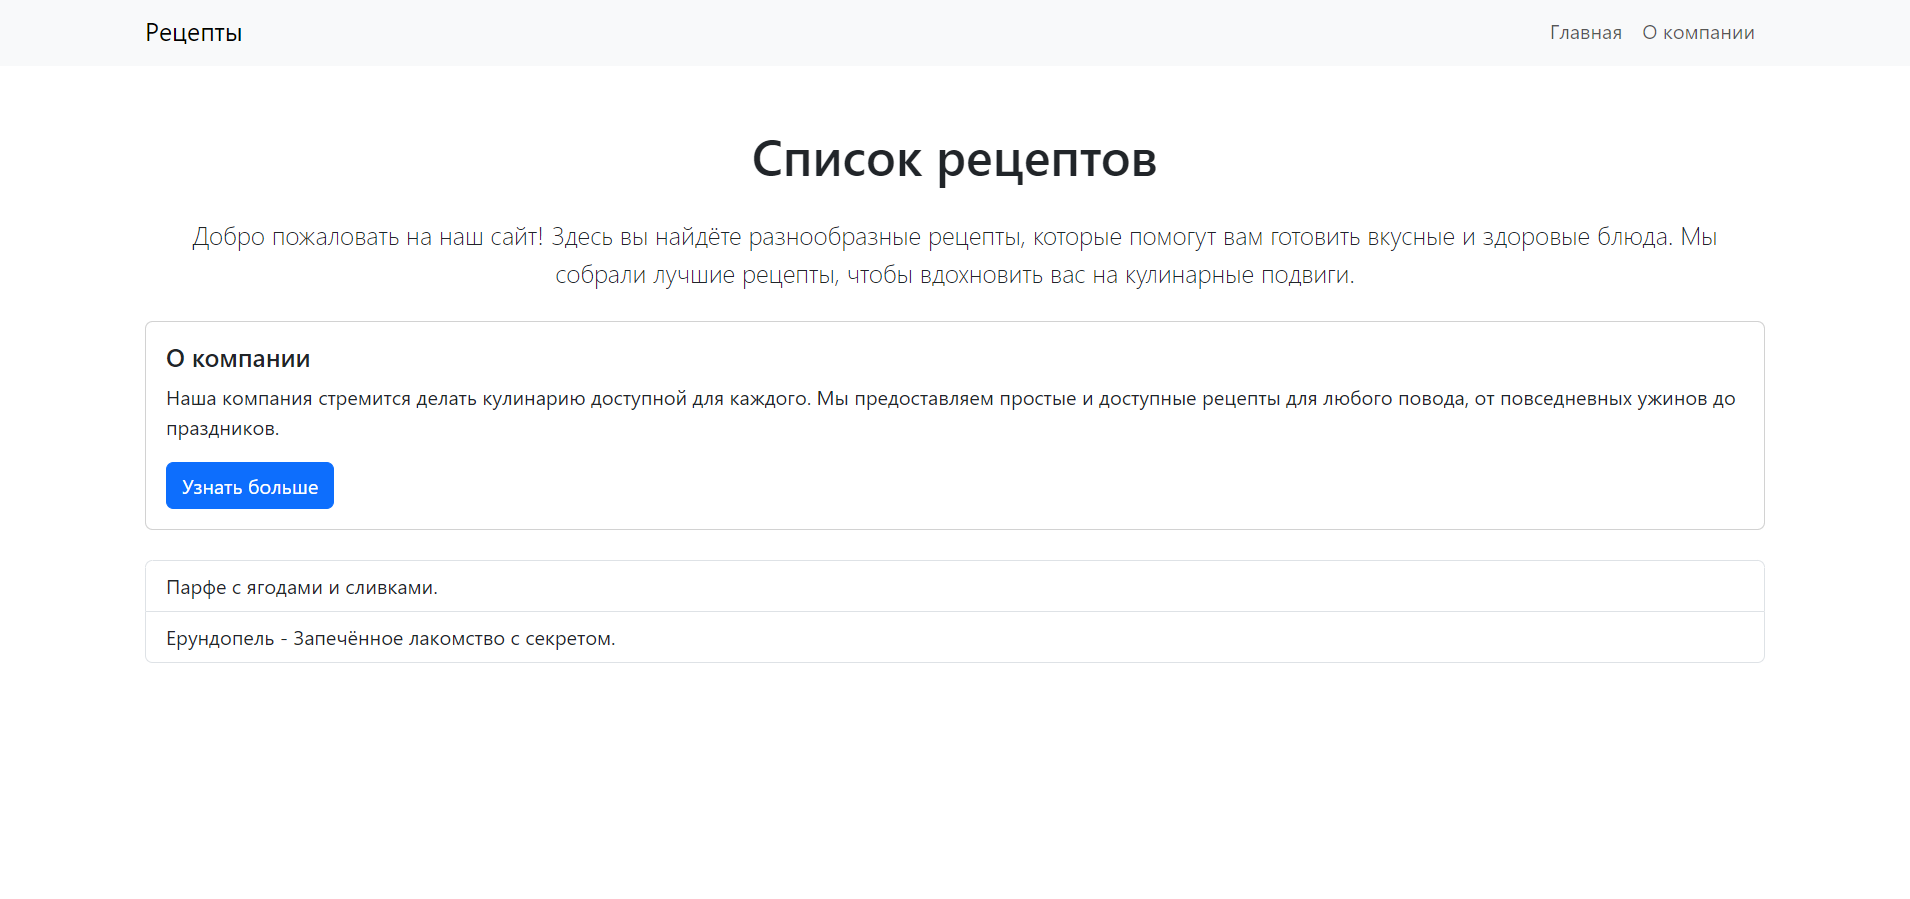 Рецепты
Главная О компании
Список рецептов
Добро пожаловать на наш сайт! Здесь вы найдёте разнообразные рецепты, которые помогут вам готовить вкусные и здоровые блюда. Мы
собрали лучшие рецепты, чтобы вдохновить вас на кулинарные подвиги.
О компании
Наша компания стремится делать кулинарию доступной для каждого. Мы предоставляем простые и доступные рецепты для любого повода, от повседневных ужинов до
праздников.
Узнать больше
Парфе с ягодами и сливками.
Ерундопель - Запечённое лакомство с секретом.